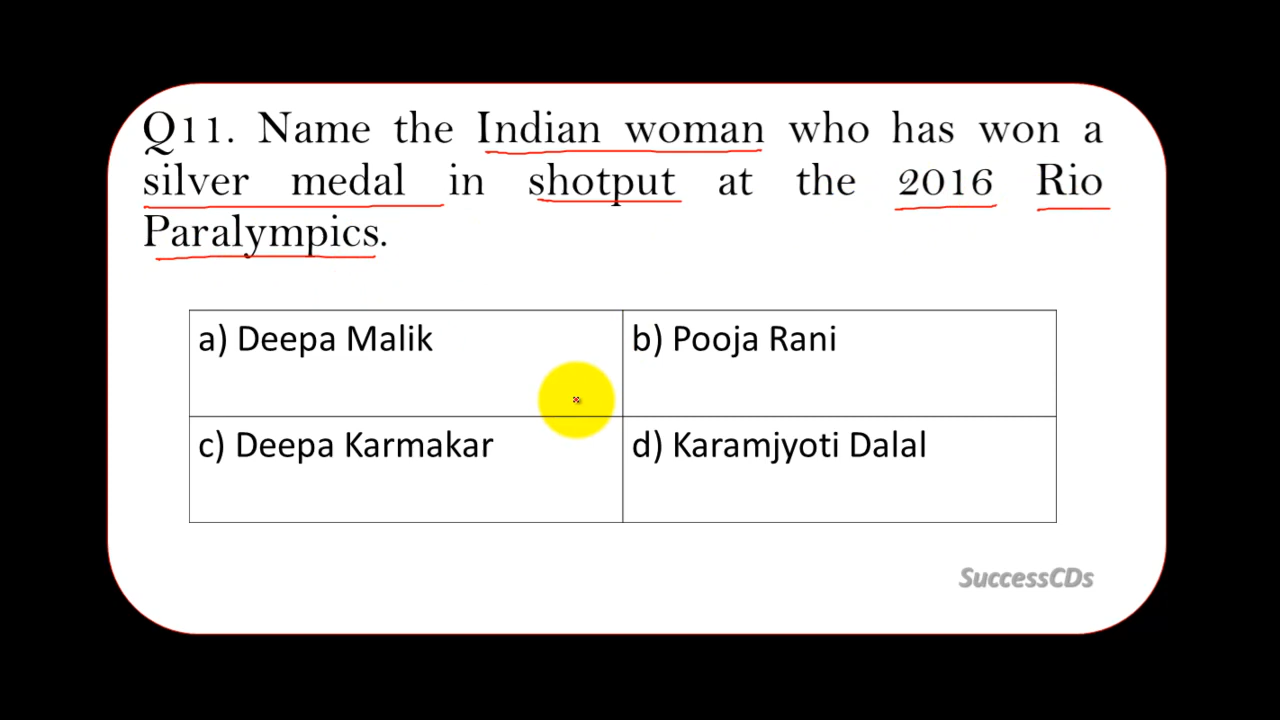 Q11. Name the Indian woman who has won a
silver medal in shotput at the 2016 Rio
Paralympics.
a) Deepa Malik
b) Pooja Rani
c) Deepa Karmakar
d) Karamjyoti Dalal
SuccessCDs